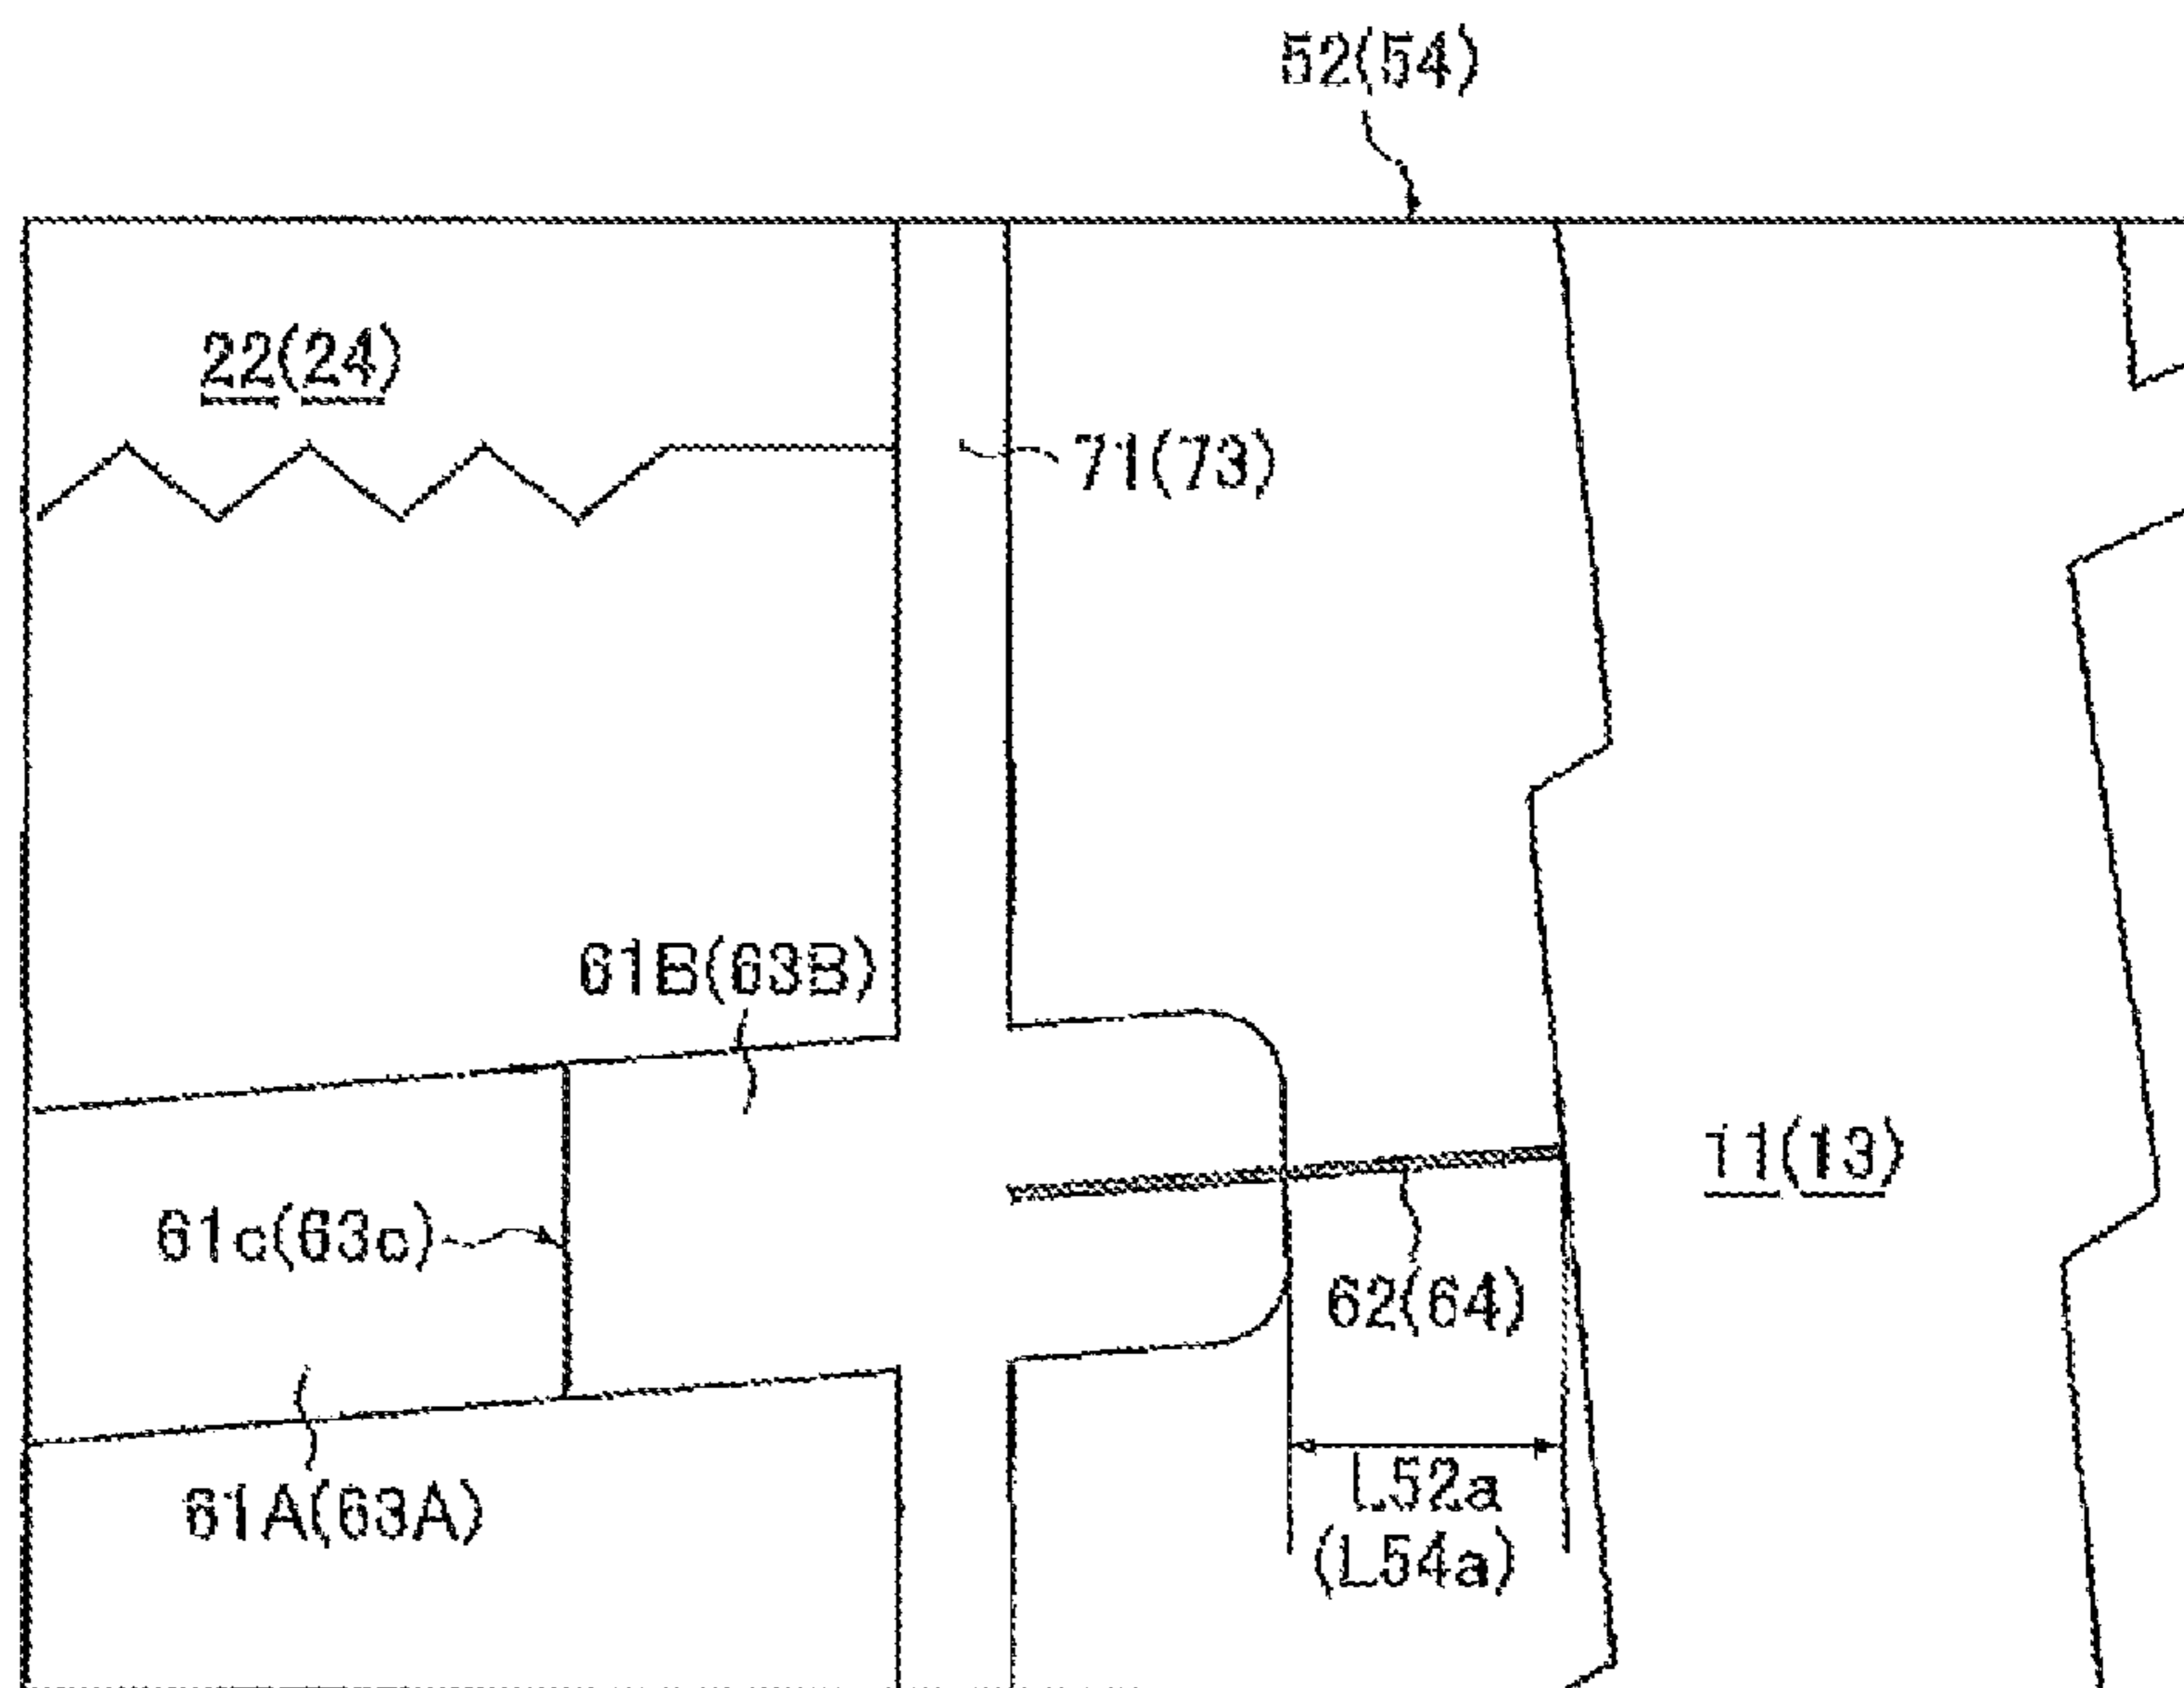 52(54)
22(24)
71(73)
61B(63B)
11(13)
61c(63c)
62(64)
L52a
(L54a)
61A(63A)